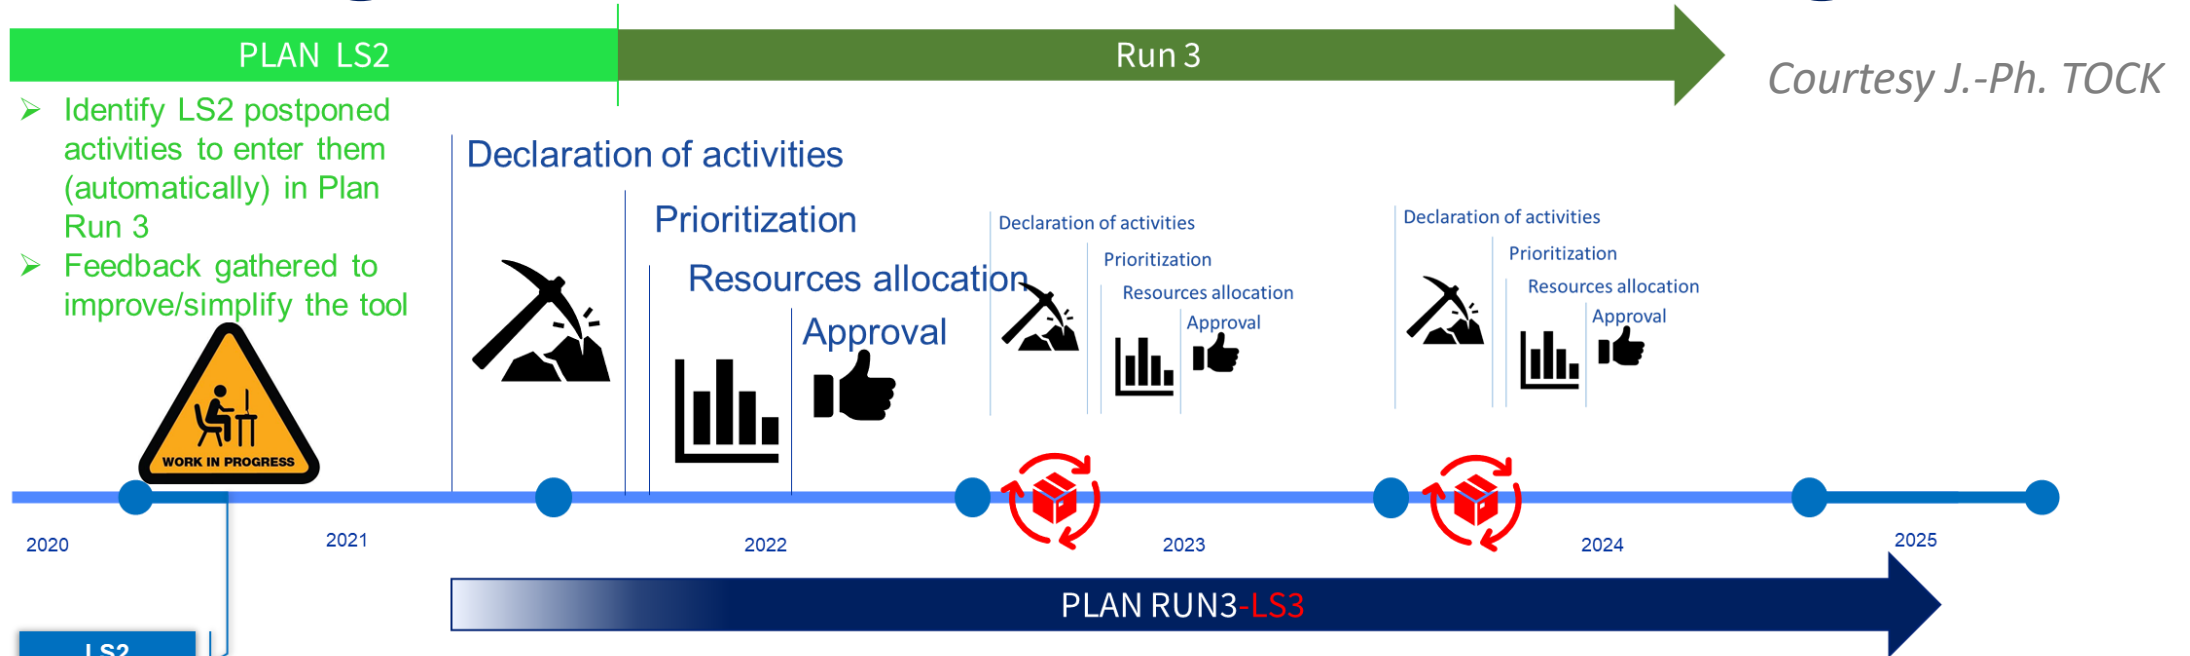 PLAN LS2
Run 3
Courtesy J.-Ph. TOCK
➢ Identify LS2 postponed
activities to enter them
(automatically) in Plan
Run 3
➢ Feedback gathered to
improve/simplify the tool
WORK IN PROGRESS
Declaration of activities
Prioritization
Resources allocation
Approval
Declaration of activities
Prioritization
Resources allocation
Approval
Declaration of activities
Prioritization
Resources allocation
Approval
2020
2021
2022
2023
2024
2025
PLAN RUN3-LS3
LS2